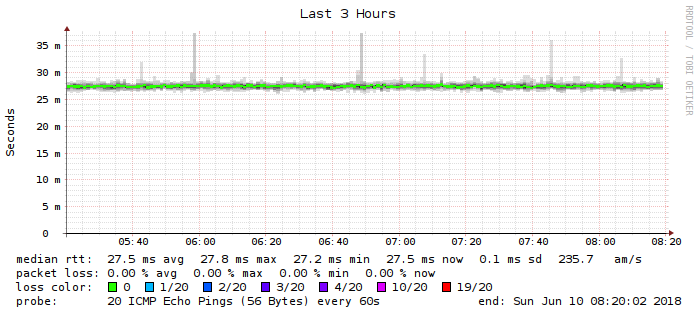 Last 3 Hours
RRDTOOL / TOBI OETIKER
Seconds
35 m
30 m
25 m
20 m
15 m
10 m
5 m
0
05:40 06:00 06:20 06:40 07:00 07:20 07:40 08:00 08:20
median rtt: 27.5 ms avg 27.8 ms max 27.2 ms min 27.5 ms now 0.1 ms sd 235.7 am/s
packet loss: 0.00 % avg 0.00 % max 0.00 % min 0.00 % now
loss color: 0 1/20 2/20 3/20 4/20 10/20 19/20
probe: 20 ICMP Echo Pings (56 Bytes) every 60s end: Sun Jun 10 08:20:02 2018